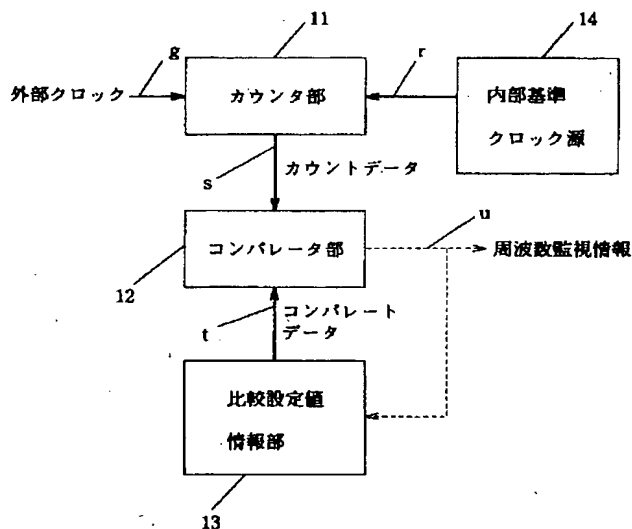 11
14
g
r
外部クロック
カウンタ部
内部基準
クロック源
s
カウントデータ
u
コンパレータ部
周波数監視情報
12
t
コンパレート
データ
比較設定値
情報部
13